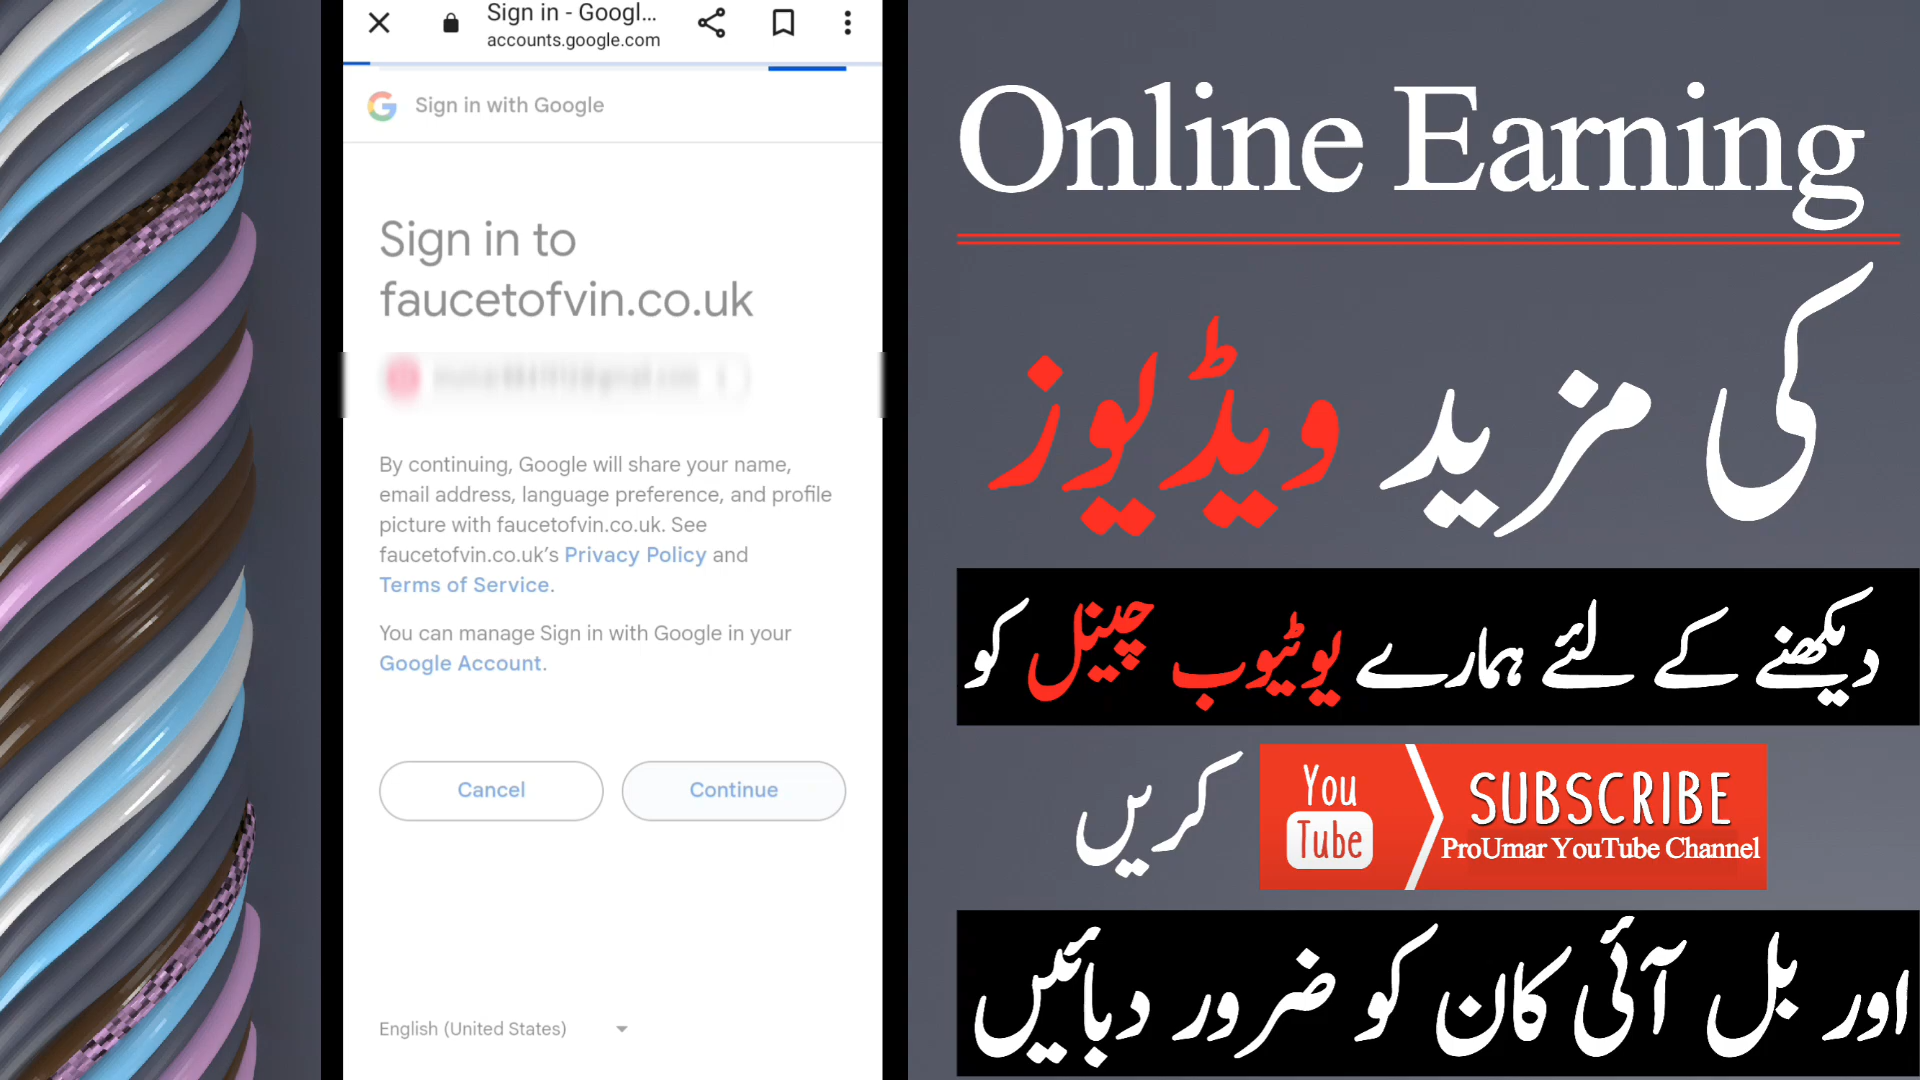 Sign in - Googl...
accounts.google.com
Sign in with Google
Sign in to
faucetofvin.co.uk
By continuing, Google will share your name,
email address, language preference, and profile
picture with faucetofvin.co.uk. See
faucetofvin.co.uk’s Privacy Policy and
Terms of Service.
You can manage Sign in with Google in your
Google Account.
Cancel
Continue
English (United States)
Online Earning
کی مزید ویڈیوز
دیکھنے کے لئے ہمارے یوٹیوب چینل کو
You
Tube
SUBSCRIBE
ProUmar YouTube Channel
کریں
اور بل آئی کان کو ضرور دبائیں